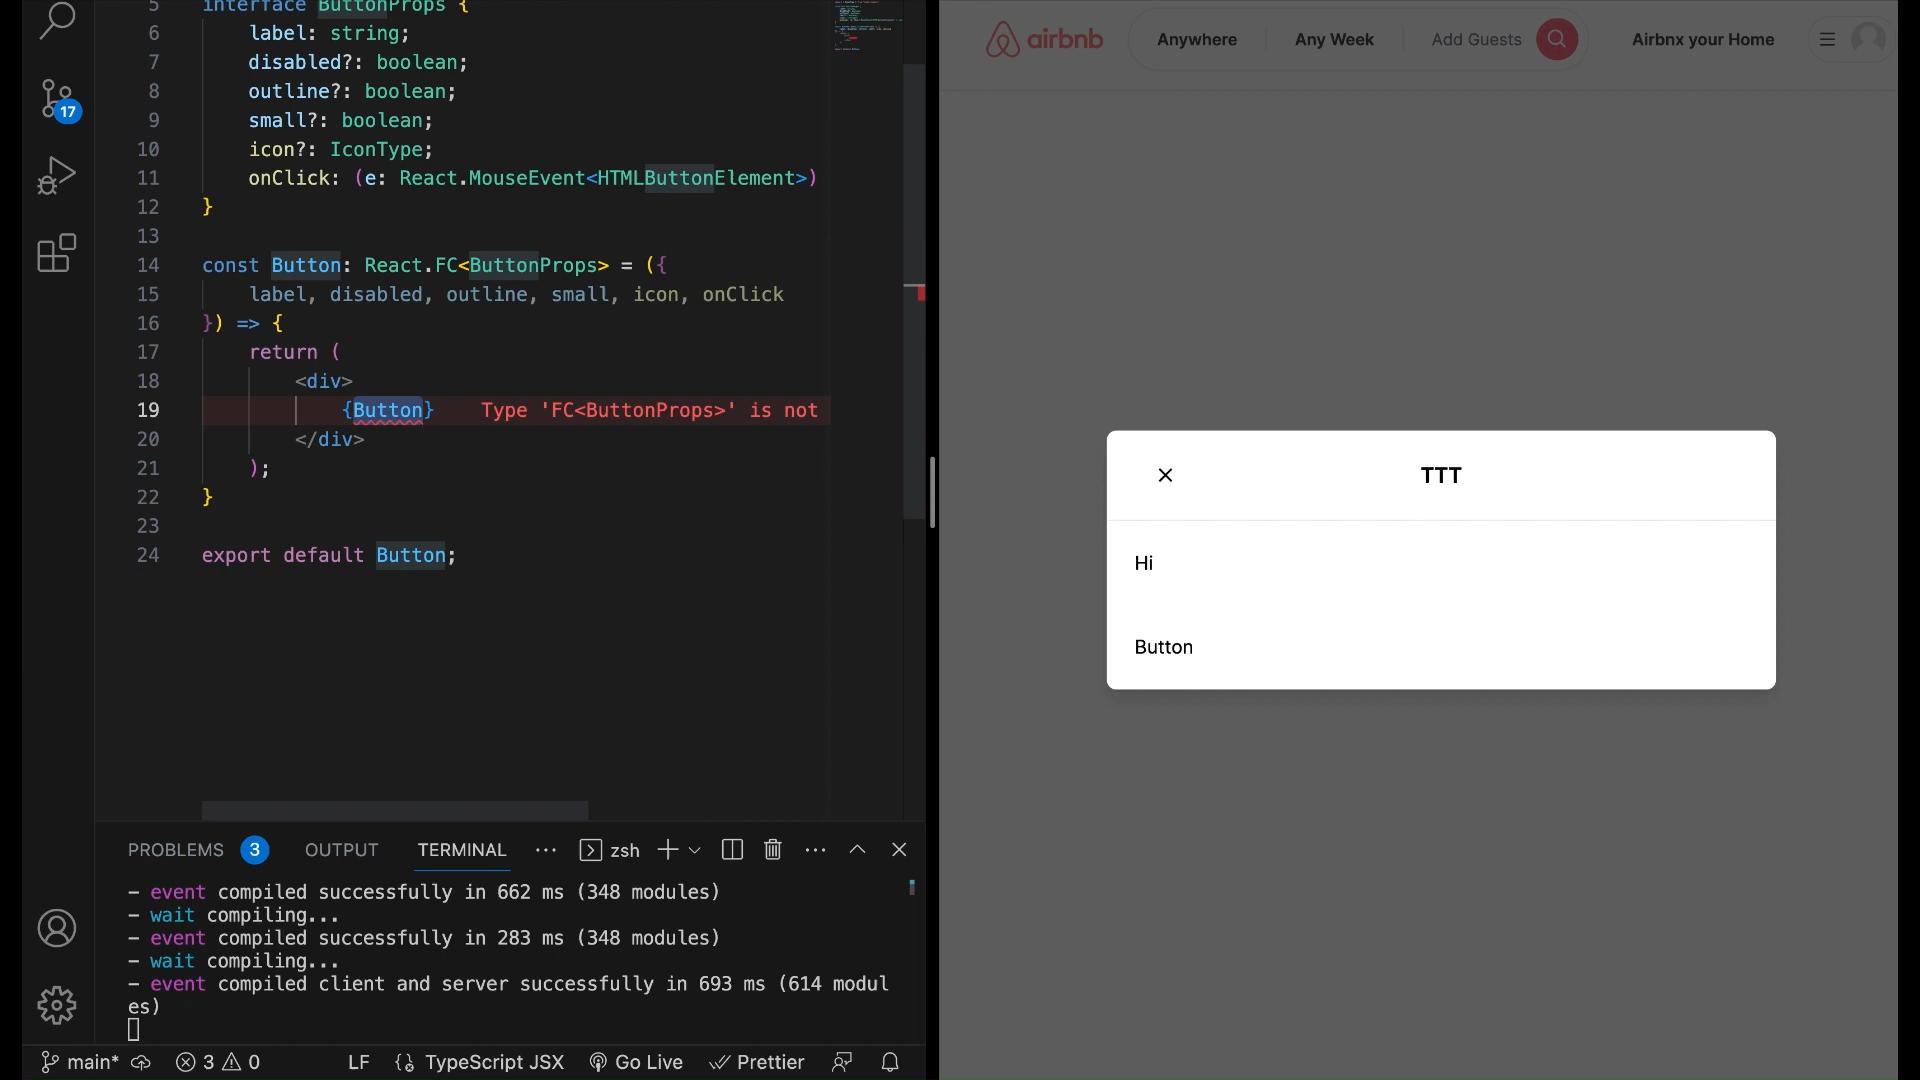 17
5 interface ButtonProps {
6 label: string;
7 disabled?: boolean;
8 outline?: boolean;
9 small?: boolean;
10 icon?: IconType;
11 onClick: (e: React.MouseEvent<HTMLButtonElement>)
12 }
13
14 const Button: React.FC<ButtonProps> = ({
15 label, disabled, outline, small, icon, onClick
16 }) => {
17 return (
18 <div>
19 {Button} Type 'FC<ButtonProps>' is not
20 </div>
21 );
22 }
23
24 export default Button;
PROBLEMS 3 OUTPUT TERMINAL ··· zsh ···
- event compiled successfully in 662 ms (348 modules)
- wait compiling...
- event compiled successfully in 283 ms (348 modules)
- wait compiling...
- event compiled client and server successfully in 693 ms (614 modul
es)
main* 3 0 LF TypeScript JSX Go Live Prettier
airbnb Anywhere Any Week Add Guests Airbnx your Home
TTT
Hi
Button